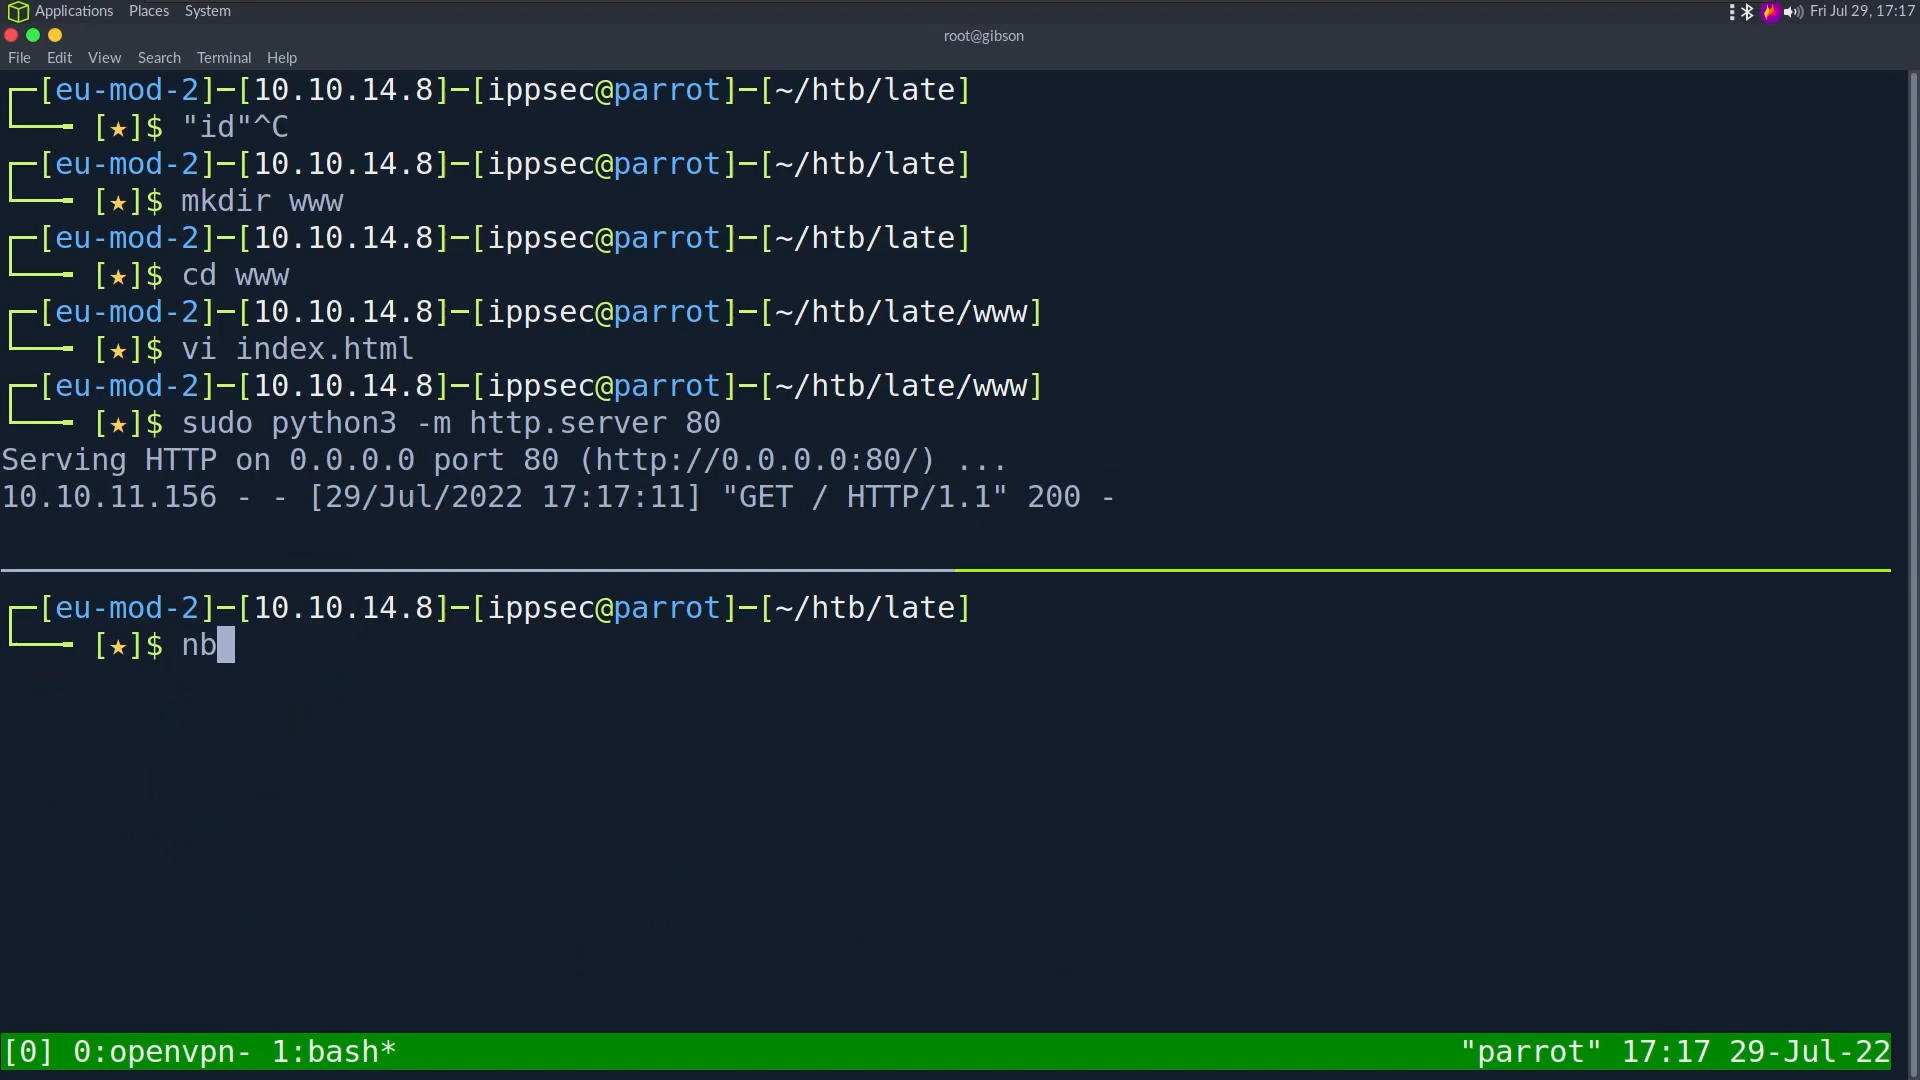 Applications Places System Fri Jul 29, 17:17
root@gibson
File Edit View Search Terminal Help
┌─[eu-mod-2]─[10.10.14.8]─[ippsec@parrot]─[~/htb/late]
└──╼ [★]$ "id"^C
┌─[eu-mod-2]─[10.10.14.8]─[ippsec@parrot]─[~/htb/late]
└──╼ [★]$ mkdir www
┌─[eu-mod-2]─[10.10.14.8]─[ippsec@parrot]─[~/htb/late]
└──╼ [★]$ cd www
┌─[eu-mod-2]─[10.10.14.8]─[ippsec@parrot]─[~/htb/late/www]
└──╼ [★]$ vi index.html
┌─[eu-mod-2]─[10.10.14.8]─[ippsec@parrot]─[~/htb/late/www]
└──╼ [★]$ sudo python3 -m http.server 80
Serving HTTP on 0.0.0.0 port 80 (http://0.0.0.0:80/) ...
10.10.11.156 - - [29/Jul/2022 17:17:11] "GET / HTTP/1.1" 200 -
┌─[eu-mod-2]─[10.10.14.8]─[ippsec@parrot]─[~/htb/late]
└──╼ [★]$ nb
[0] 0:openvpn- 1:bash* "parrot" 17:17 29-Jul-22